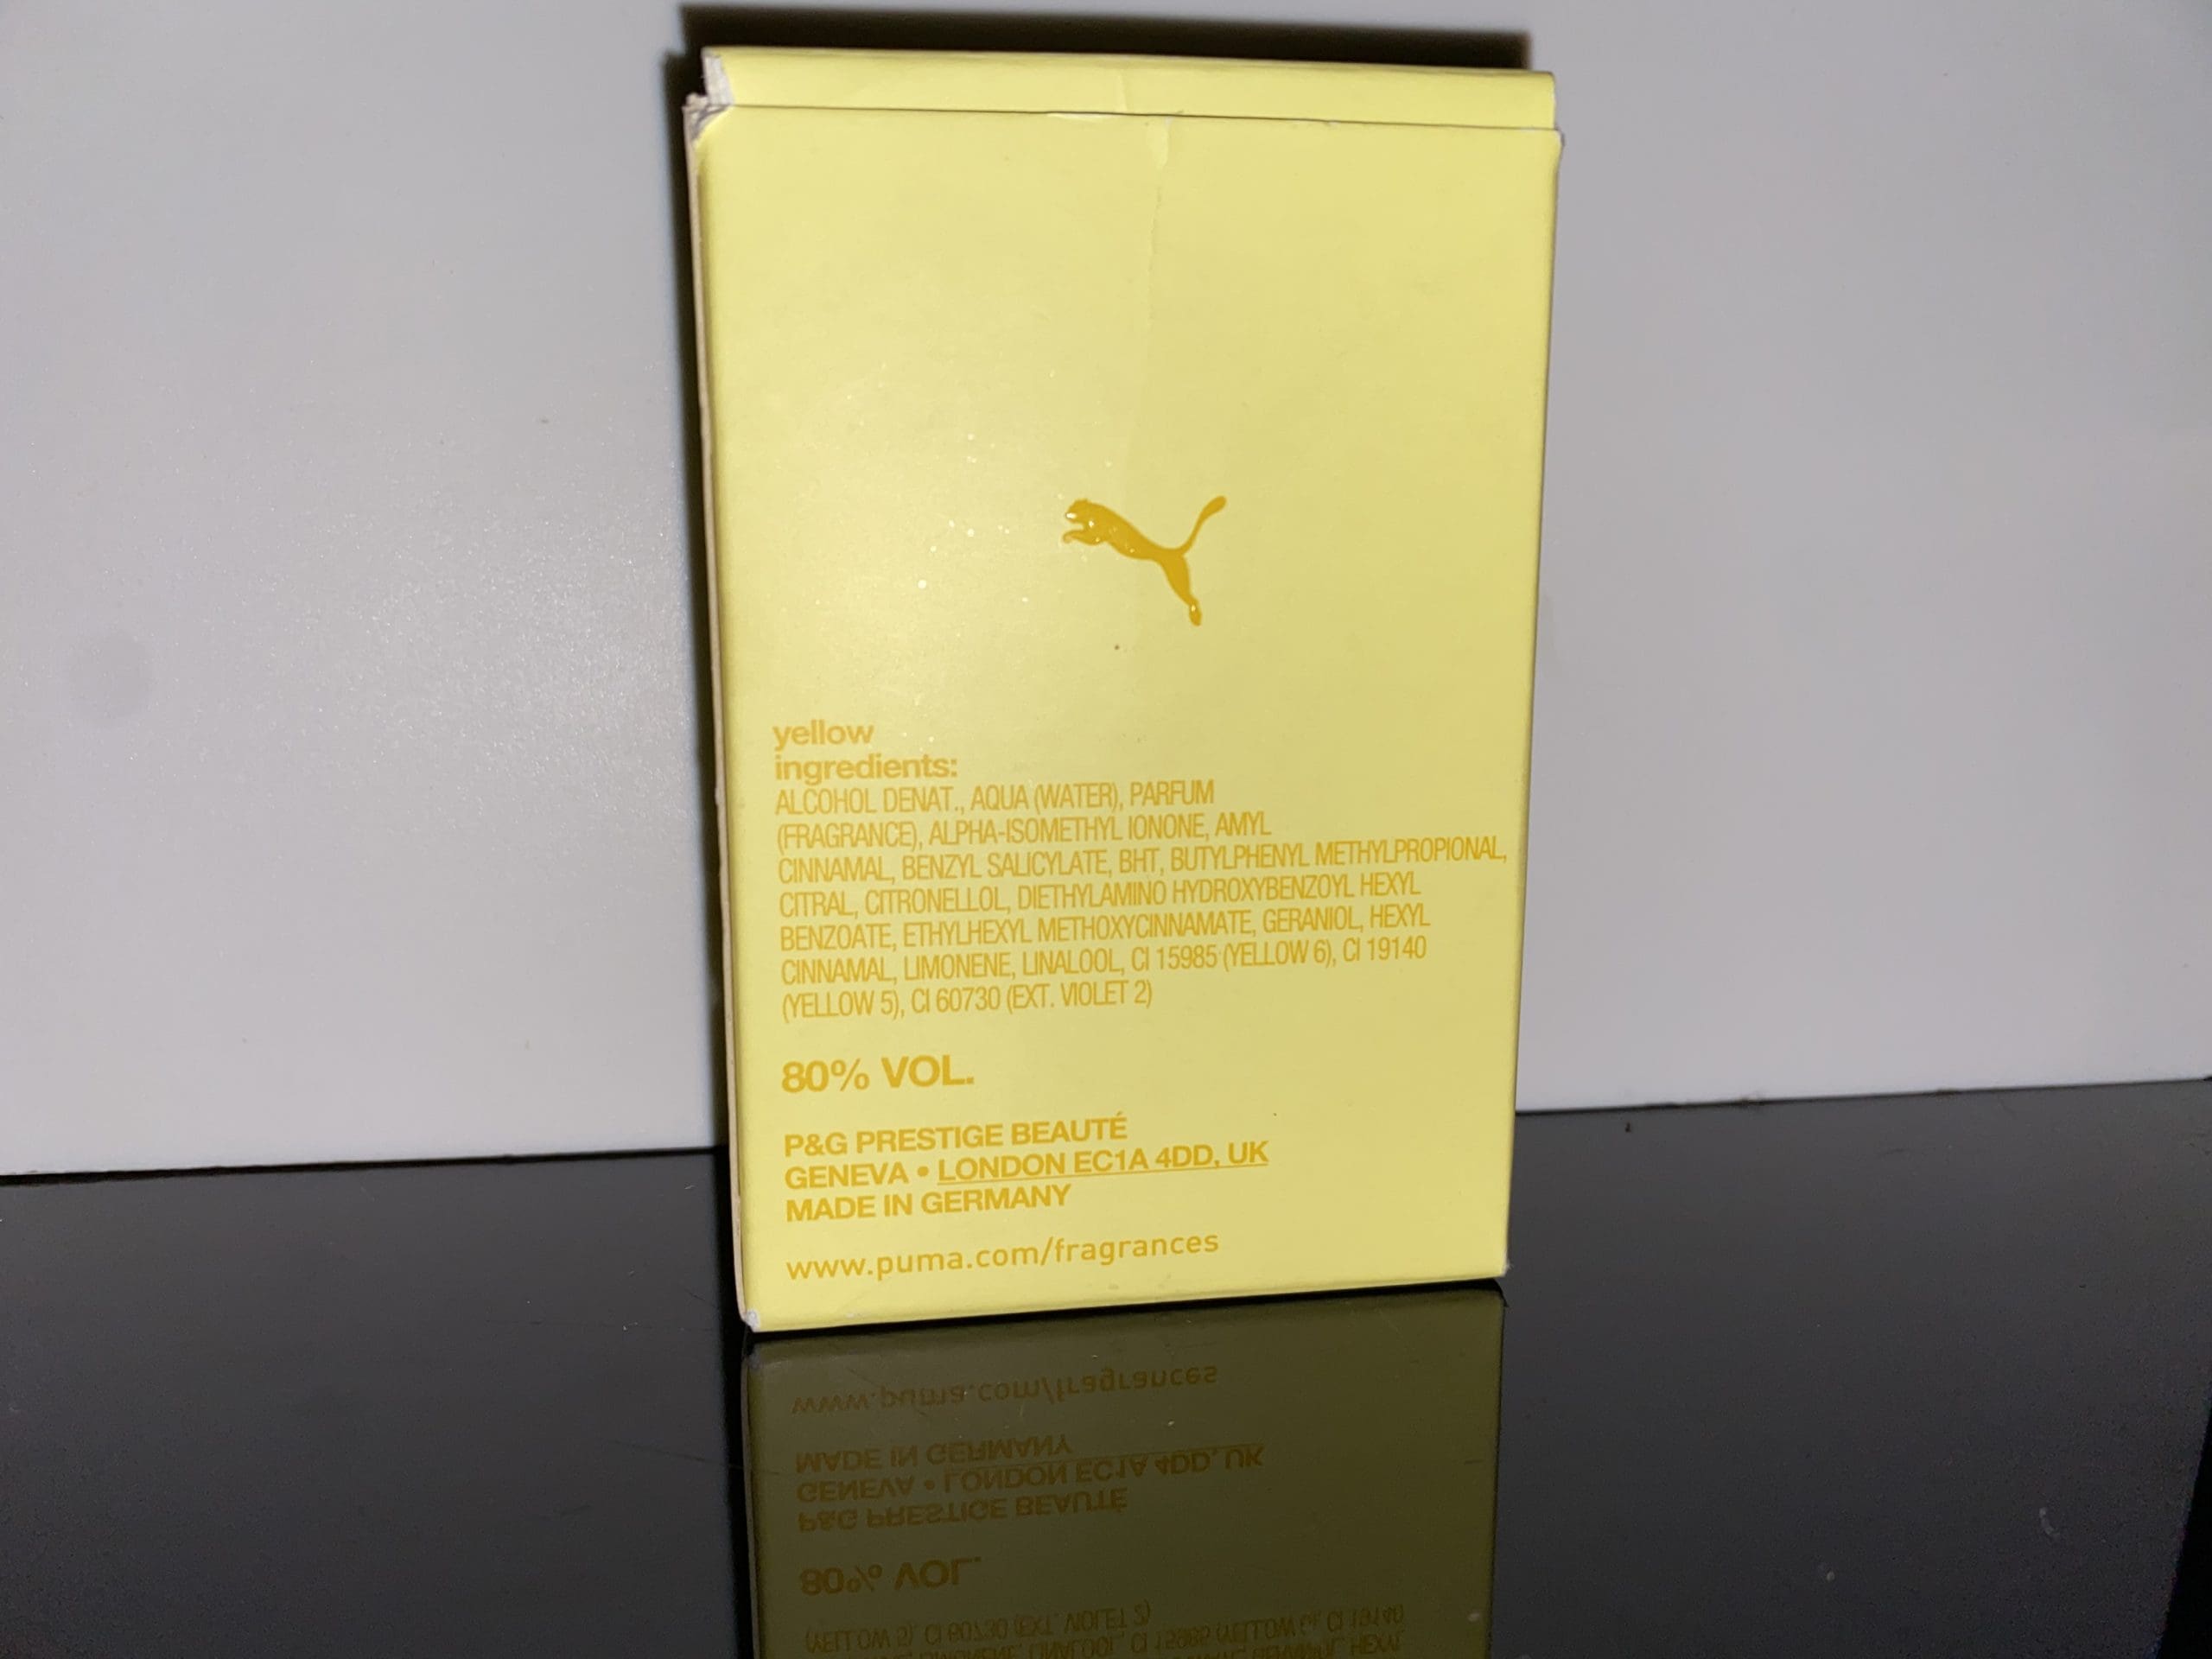 yellow
ingredients:
ALCOHOL DENAT., AQUA (WATER), PARFUM
(FRAGRANCE), ALPHA-ISOMETHYL IONONE, AMYL
CINNAMAL, BENZYL SALICYLATE, BHT, BUTYLPHENYL METHYLPROPIONAL,
CITRAL, CITRONELLOL, DIETHYLAMINO HYDROXYBENZOYL HEXYL
BENZOATE, ETHYLHEXYL METHOXYCINNAMATE, GERANIOL, HEXYL
CINNAMAL, LIMONENE, LINALOOL, CI 15985 (YELLOW 6), CI 19140
(YELLOW 5), CI 60730 (EXT. VIOLET 2)
80% VOL.
P&G PRESTIGE BEAUTÉ
GENEVA • LONDON EC1A 4DD, UK
MADE IN GERMANY
www.puma.com/fragrances